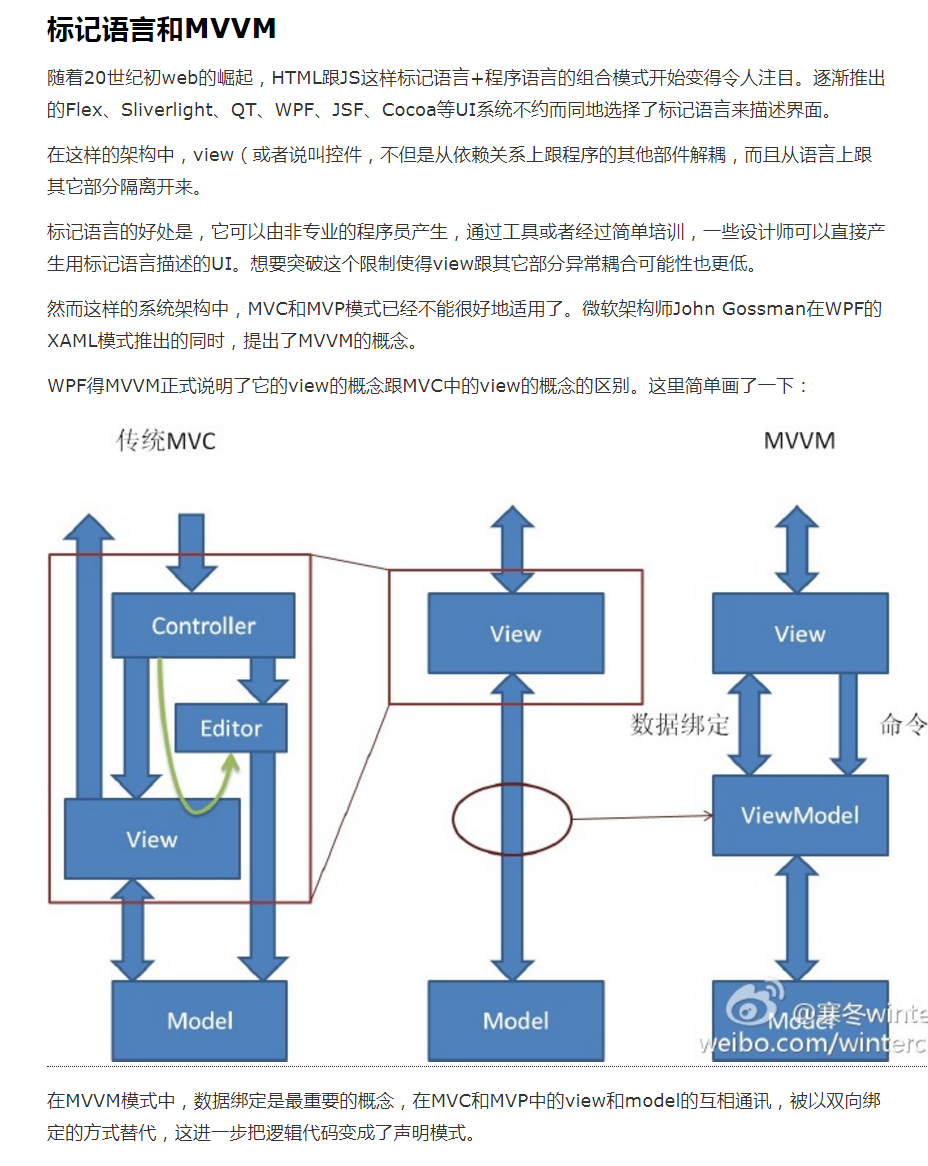 标记语言和MVVM
随着20世纪初web的崛起，HTML跟JS这样标记语言+程序语言的组合模式开始变得令人注目。逐渐推出
的Flex、Sliverlight、QT、WPF、JSF、Cocoa等UI系统不约而同地选择了标记语言来描述界面。
在这样的架构中，view（或者说叫控件，不但是从依赖关系上跟程序的其他部件解耦，而且从语言上跟
其它部分隔离开来。
标记语言的好处是，它可以由非专业的程序员产生，通过工具或者经过简单培训，一些设计师可以直接产
生用标记语言描述的UI。想要突破这个限制使得view跟其它部分异常耦合可能性也更低。
然而这样的系统架构中，MVC和MVP模式已经不能很好地适用了。微软架构师John Gossman在WPF的
XAML模式推出的同时，提出了MVVM的概念。
WPF得MVVM正式说明了它的view的概念跟MVC中的view的概念的区别。这里简单画了一下：
传统MVC
MVVM
Controller
View
View
Editor
数据绑定
命令
View
ViewModel
Model
Model
Model
@寒冬winte
weibo.com/winterc
在MVVM模式中，数据绑定是最重要的概念，在MVC和MVP中的view和model的互相通讯，被以双向绑
定的方式替代，这进一步把逻辑代码变成了声明模式。